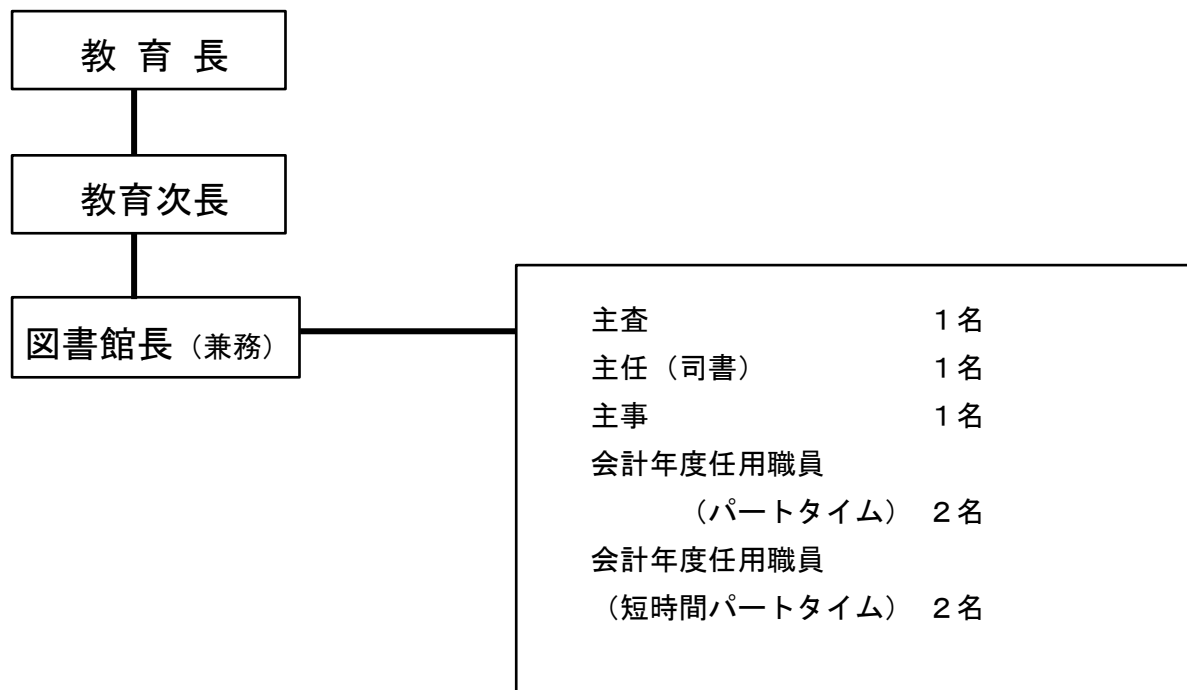 教 育 長
教育次長
図書館長（兼務）
主査 １名
主任（司書） １名
主事 １名
会計年度任用職員
（パートタイム） ２名
会計年度任用職員
（短時間パートタイム） ２名